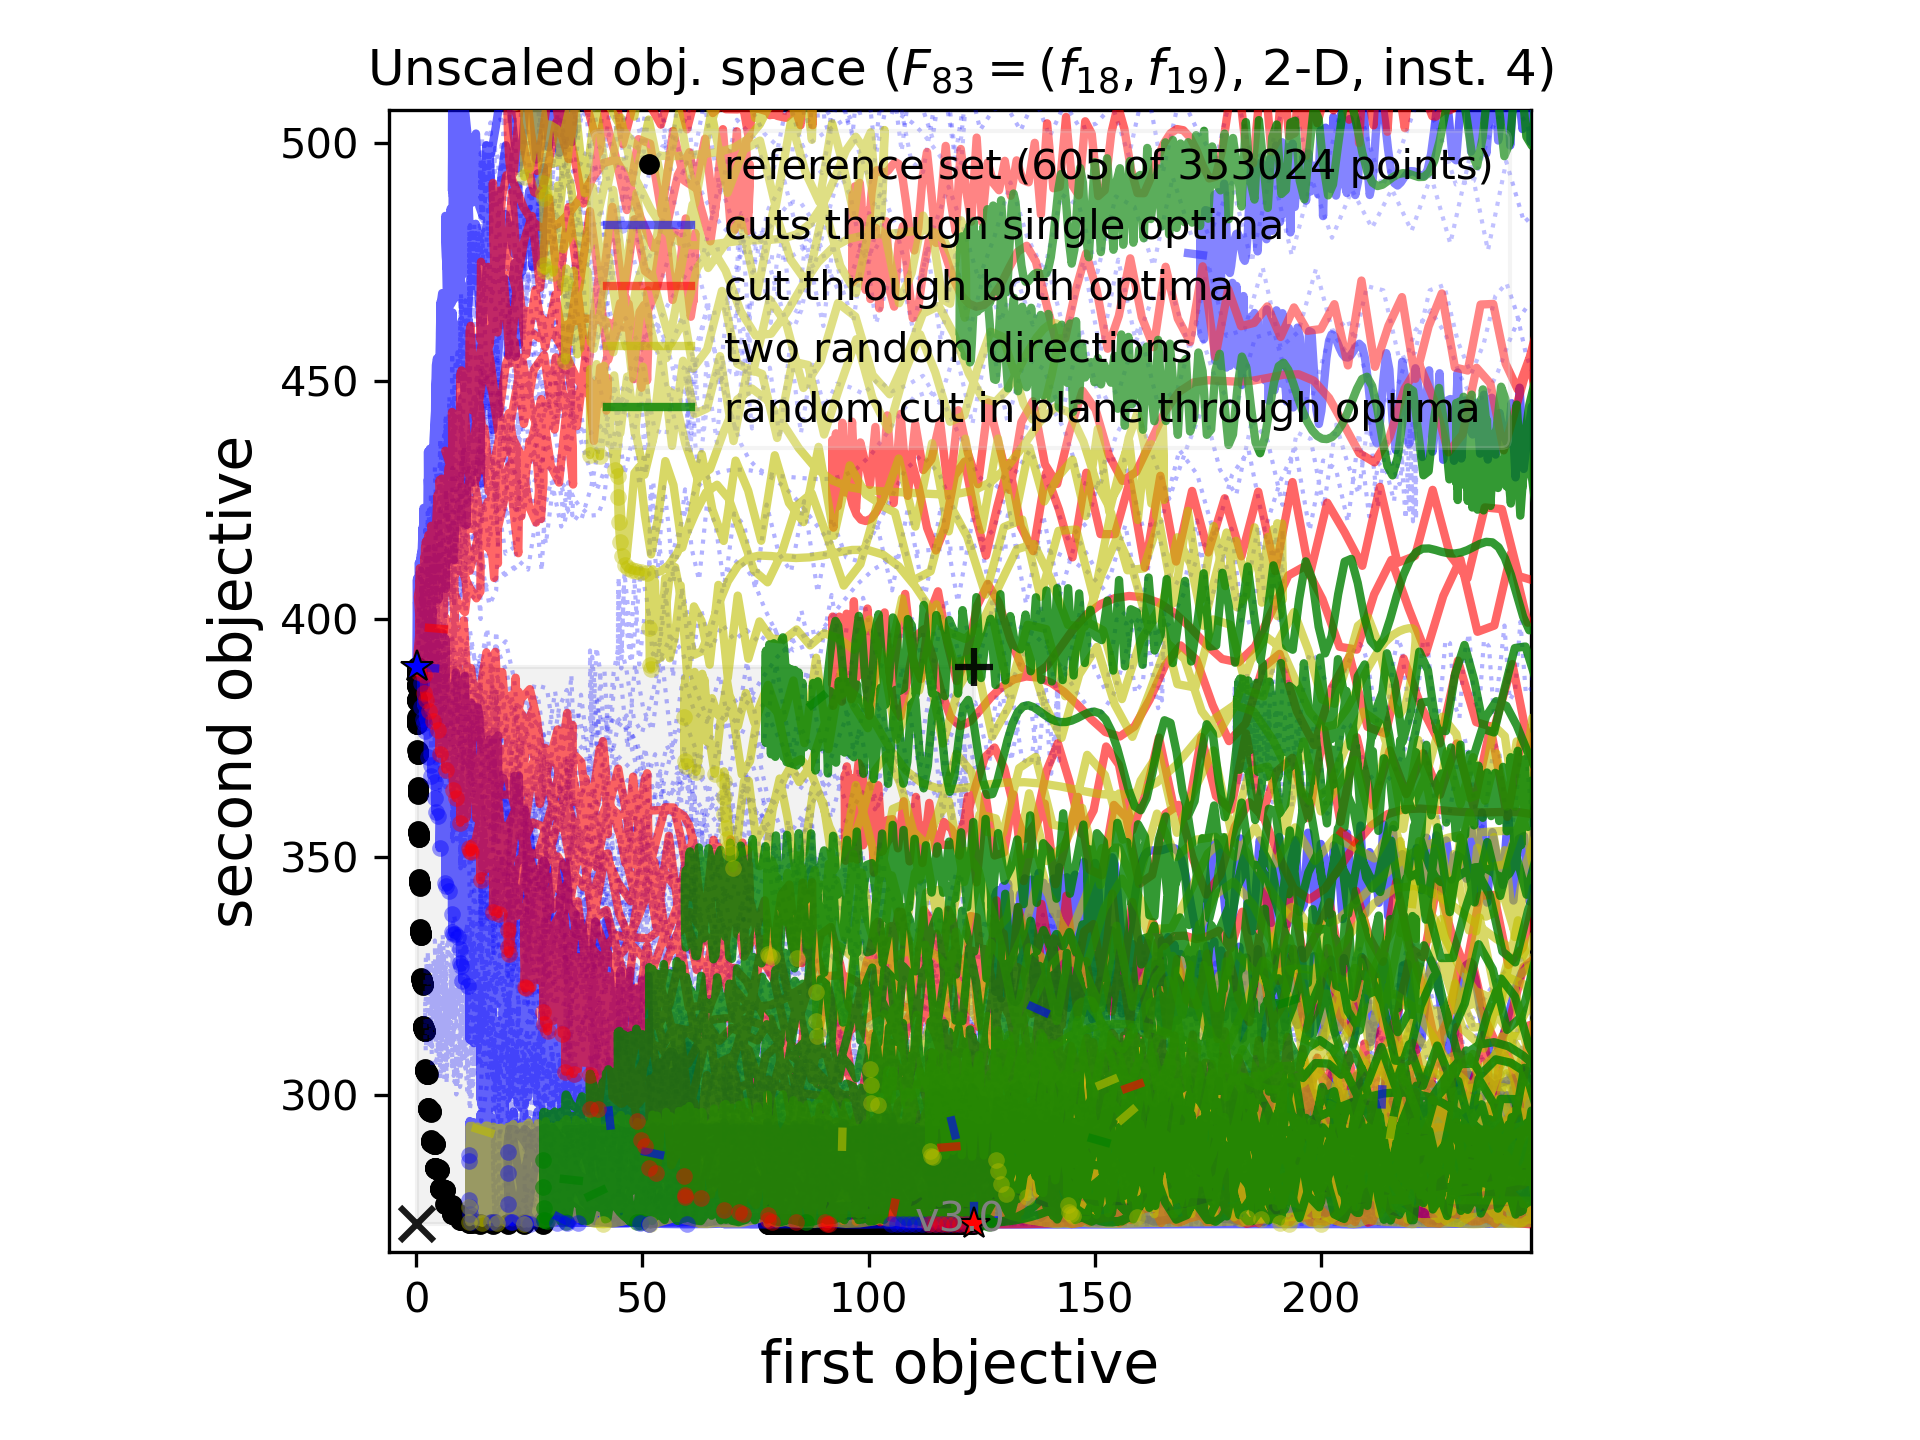 Unscaled obj. space (F83 = (f18, f19), 2-D, inst. 4)
500
450
400
350
300
second objective
reference set (605 of 353024 points)
cuts through single optima
cut through both optima
two random directions
random cut in plane through optima
v3.0
0 50 100 150 200
first objective